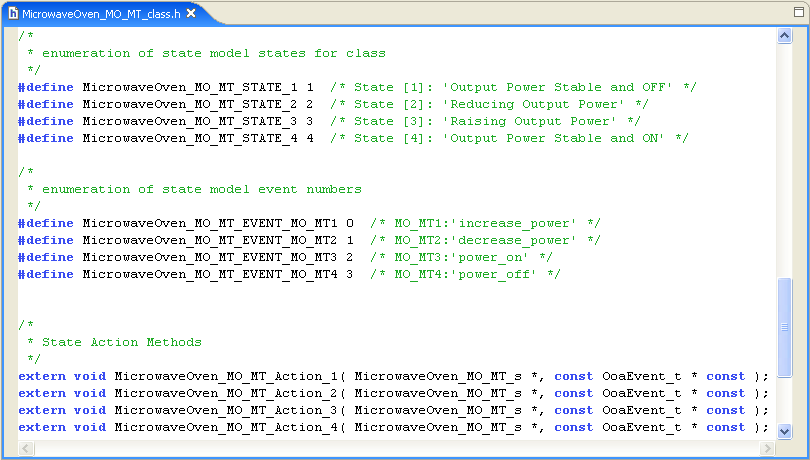 MicrowaveOven_MO_MT_class.h
/*
 * enumeration of state model states for class
 */
#define MicrowaveOven_MO_MT_STATE_1 1  /* State [1]: 'Output Power Stable and OFF' */
#define MicrowaveOven_MO_MT_STATE_2 2  /* State [2]: 'Reducing Output Power' */
#define MicrowaveOven_MO_MT_STATE_3 3  /* State [3]: 'Raising Output Power' */
#define MicrowaveOven_MO_MT_STATE_4 4  /* State [4]: 'Output Power Stable and ON' */
/*
 * enumeration of state model event numbers
 */
#define MicrowaveOven_MO_MT_EVENT_MO_MT1 0  /* MO_MT1:'increase_power' */
#define MicrowaveOven_MO_MT_EVENT_MO_MT2 1  /* MO_MT2:'decrease_power' */
#define MicrowaveOven_MO_MT_EVENT_MO_MT3 2  /* MO_MT3:'power_on' */
#define MicrowaveOven_MO_MT_EVENT_MO_MT4 3  /* MO_MT4:'power_off' */
/*
 * State Action Methods
 */
extern void MicrowaveOven_MO_MT_Action_1( MicrowaveOven_MO_MT_s *, const OoaEvent_t * const );
extern void MicrowaveOven_MO_MT_Action_2( MicrowaveOven_MO_MT_s *, const OoaEvent_t * const );
extern void MicrowaveOven_MO_MT_Action_3( MicrowaveOven_MO_MT_s *, const OoaEvent_t * const );
extern void MicrowaveOven_MO_MT_Action_4( MicrowaveOven_MO_MT_s *, const OoaEvent_t * const );